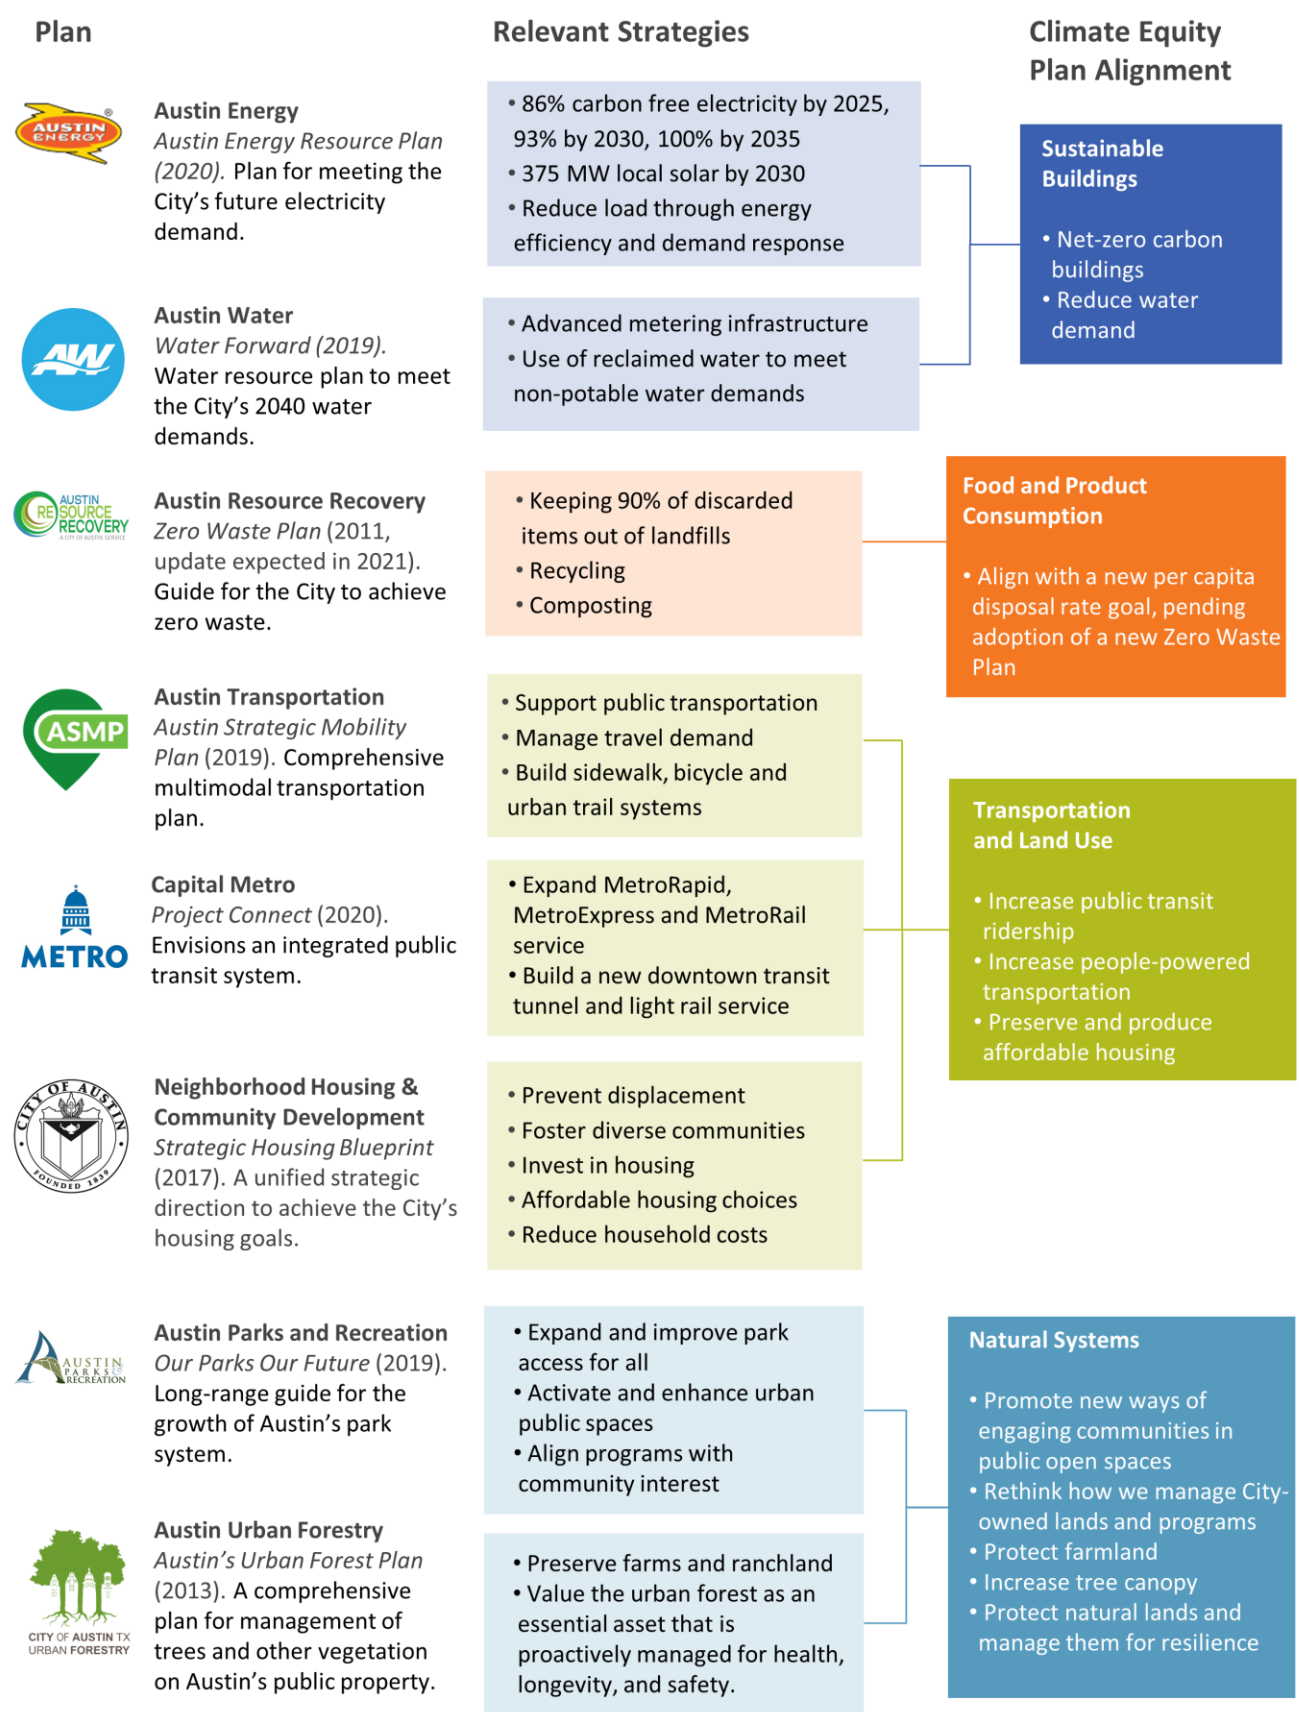 Plan
Relevant Strategies
Climate Equity
Plan Alignment
AUSTIN
ENERGY
®
Austin Energy
Austin Energy Resource Plan
(2020). Plan for meeting the
City's future electricity
demand.
• 86% carbon free electricity by 2025,
93% by 2030, 100% by 2035
• 375 MW local solar by 2030
• Reduce load through energy
efficiency and demand response
Sustainable
Buildings
• Net-zero carbon
buildings
• Reduce water
demand
AW
Austin Water
Water Forward (2019).
Water resource plan to meet
the City's 2040 water
demands.
• Advanced metering infrastructure
• Use of reclaimed water to meet
non-potable water demands
AUSTIN
RESOURCE
RECOVERY
A CITY OF AUSTIN SERVICE
Austin Resource Recovery
Zero Waste Plan (2011,
update expected in 2021).
Guide for the City to achieve
zero waste.
• Keeping 90% of discarded
items out of landfills
• Recycling
• Composting
Food and Product
Consumption
• Align with a new per capita
disposal rate goal, pending
adoption of a new Zero Waste
Plan
ASMP
Austin Transportation
Austin Strategic Mobility
Plan (2019). Comprehensive
multimodal transportation
plan.
• Support public transportation
• Manage travel demand
• Build sidewalk, bicycle and
urban trail systems
Transportation
and Land Use
• Increase public transit
ridership
• Increase people-powered
transportation
• Preserve and produce
affordable housing
METRO
Capital Metro
Project Connect (2020).
Envisions an integrated public
transit system.
• Expand MetroRapid,
MetroExpress and MetroRail
service
• Build a new downtown transit
tunnel and light rail service
CITY OF AUSTIN
FOUNDED 1839
Neighborhood Housing &
Community Development
Strategic Housing Blueprint
(2017). A unified strategic
direction to achieve the City's
housing goals.
• Prevent displacement
• Foster diverse communities
• Invest in housing
• Affordable housing choices
• Reduce household costs
AUSTIN
PARKS &
RECREATION
Austin Parks and Recreation
Our Parks Our Future (2019).
Long-range guide for the
growth of Austin's park
system.
• Expand and improve park
access for all
• Activate and enhance urban
public spaces
• Align programs with
community interest
Natural Systems
• Promote new ways of
engaging communities in
public open spaces
• Rethink how we manage City-
owned lands and programs
• Protect farmland
• Increase tree canopy
• Protect natural lands and
manage them for resilience
CITY OF AUSTIN TX
URBAN FORESTRY
Austin Urban Forestry
Austin's Urban Forest Plan
(2013). A comprehensive
plan for management of
trees and other vegetation
on Austin's public property.
• Preserve farms and ranchland
• Value the urban forest as an
essential asset that is
proactively managed for health,
longevity, and safety.